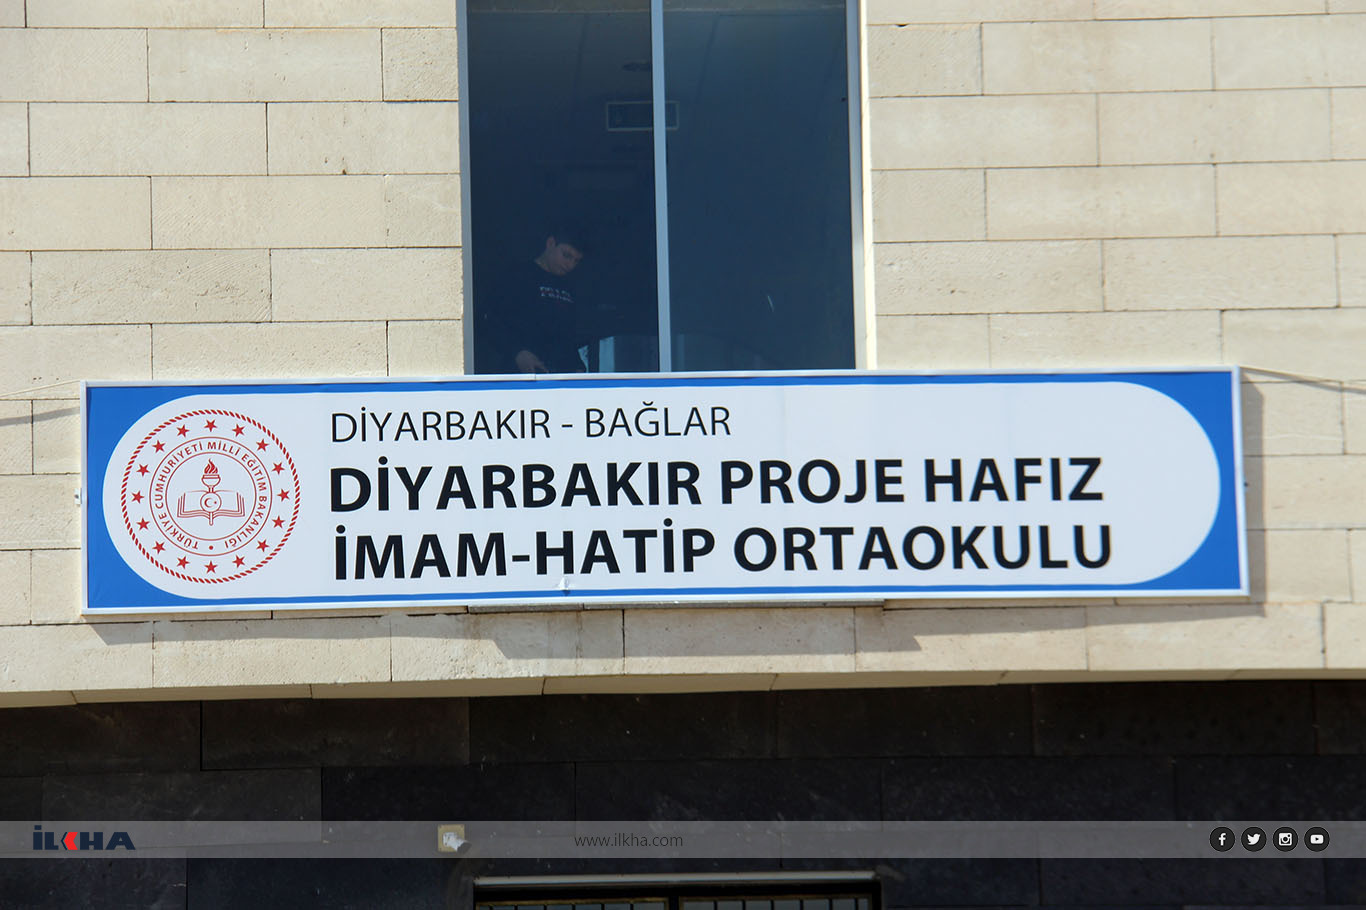 DİYARBAKIR - BAĞLAR
DİYARBAKIR PROJE HAFIZ
İMAM-HATİP ORTAOKULU
TÜRKİYE CUMHURİYETİ MİLLÎ EĞİTİM BAKANLIĞI
İLKHA
www.ilkha.com